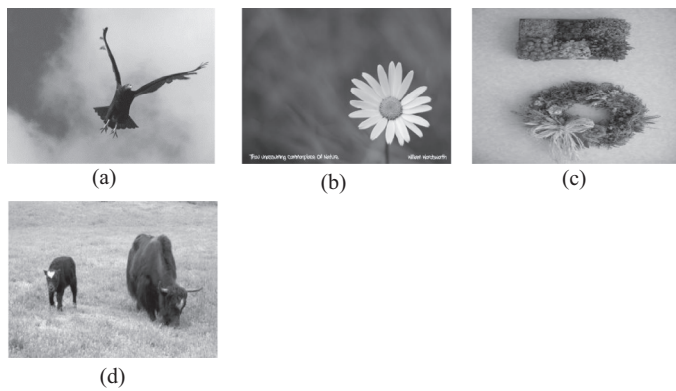 (a)
(b)
(c)
Thou unassuming Commonplace Of Nature,
William Wordsworth
(d)